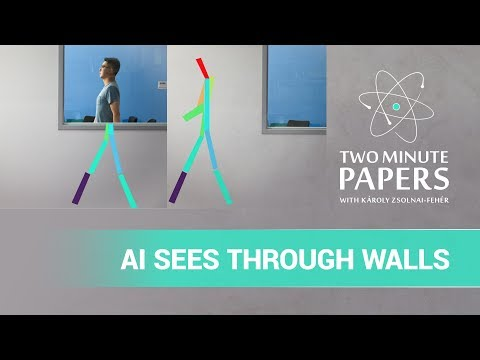 TWO MINUTE
PAPERS
WITH KÁROLY ZSOLNAI-FEHÉR
AI SEES THROUGH WALLS